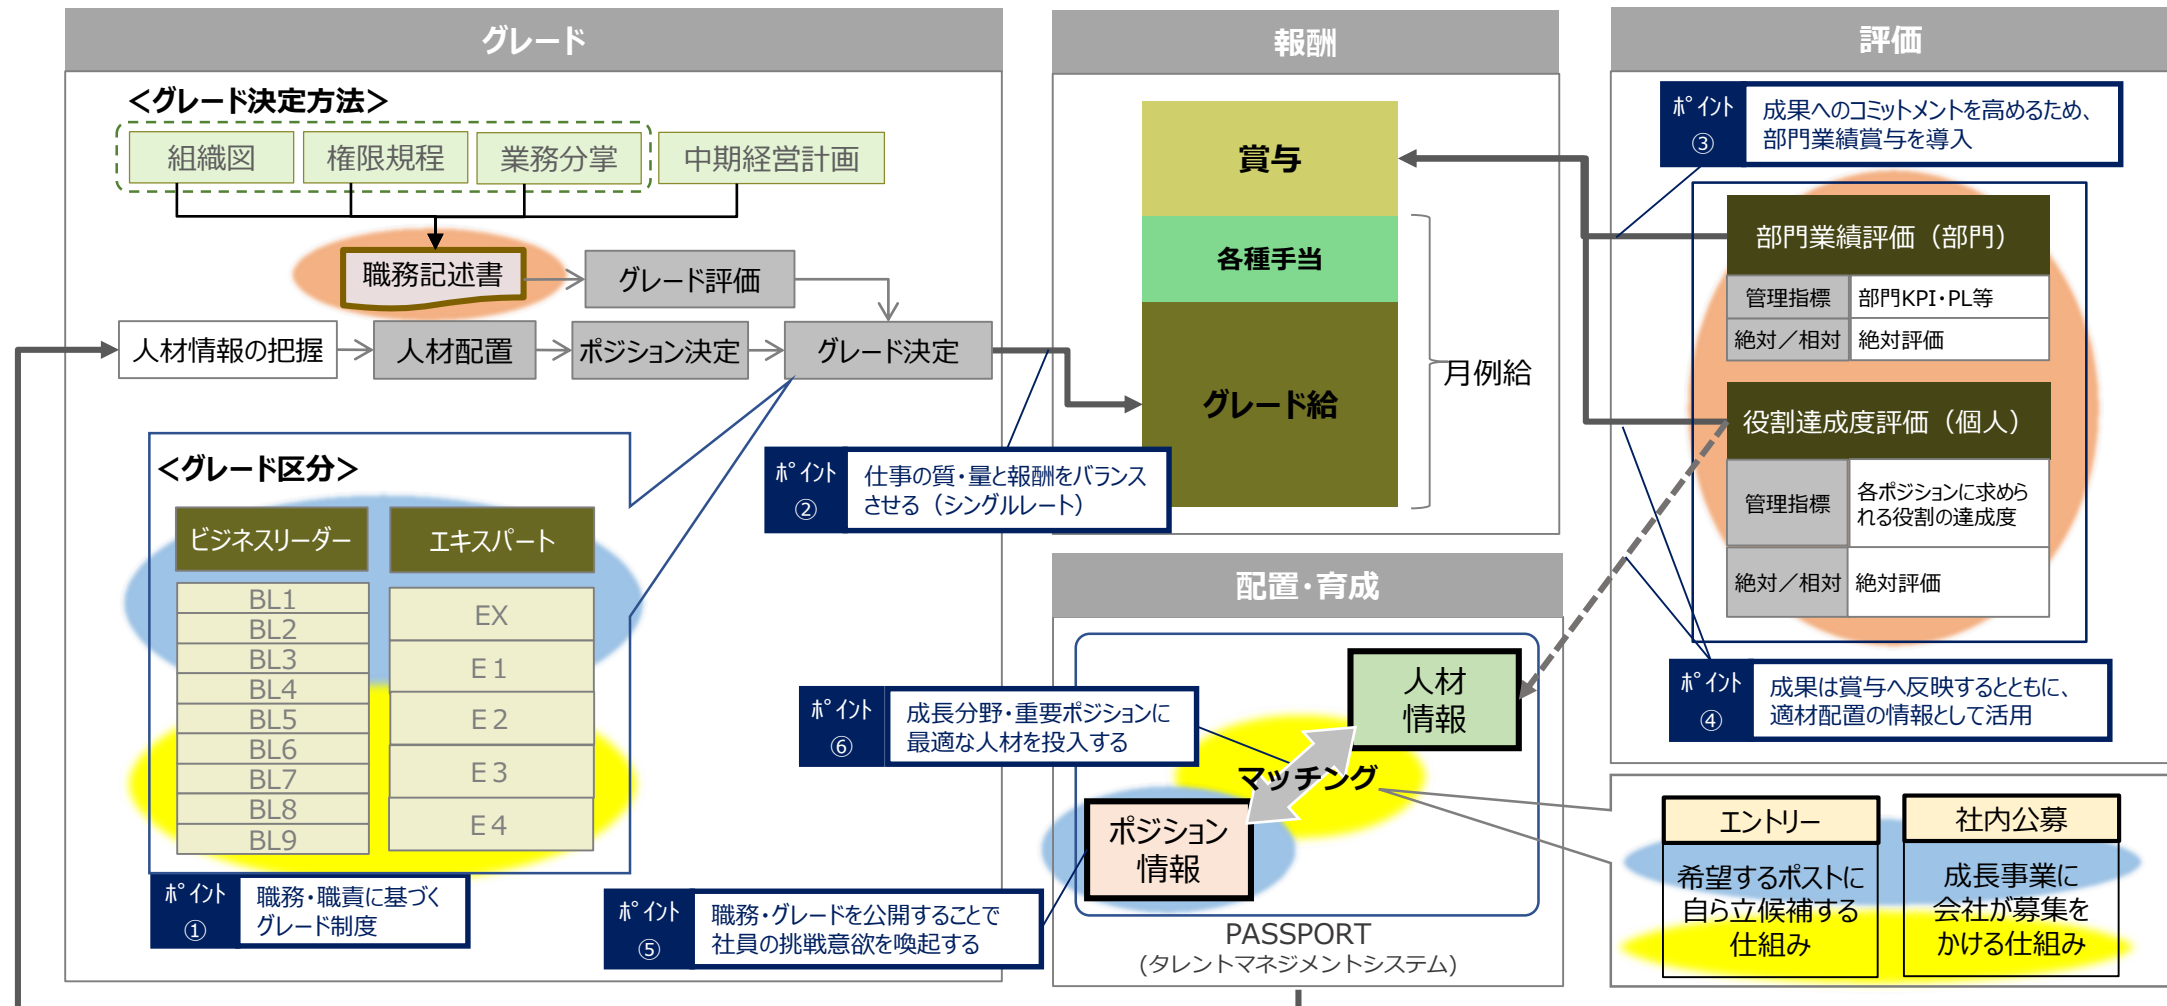 グレード
＜グレード決定方法＞
組織図
権限規程
業務分掌
中期経営計画
職務記述書
グレード評価
人材情報の把握
人材配置
ポジション決定
グレード決定
＜グレード区分＞
ビジネスリーダー
BL1
BL2
BL3
BL4
BL5
BL6
BL7
BL8
BL9
エキスパート
EX
E１
E２
E３
E４
ﾎﾟｲﾝﾄ
①
職務・職責に基づく
グレード制度
報酬
賞与
各種手当
グレード給
月例給
ﾎﾟｲﾝﾄ
②
仕事の質・量と報酬をバランス
させる（シングルレート）
評価
ﾎﾟｲﾝﾄ
③
成果へのコミットメントを高めるため、
部門業績賞与を導入
部門業績評価（部門）
管理指標
部門KPI・PL等
絶対／相対
絶対評価
役割達成度評価（個人）
管理指標
各ポジションに求めら
れる役割の達成度
絶対／相対
絶対評価
ﾎﾟｲﾝﾄ
④
成果は賞与へ反映するとともに、
適材配置の情報として活用
配置・育成
人材
情報
マッチング
ポジション
情報
ﾎﾟｲﾝﾄ
⑥
成長分野・重要ポジションに
最適な人材を投入する
ﾎﾟｲﾝﾄ
⑤
職務・グレードを公開することで
社員の挑戦意欲を喚起する
PASSPORT
(タレントマネジメントシステム)
エントリー
希望するポストに
自ら立候補する
仕組み
社内公募
成長事業に
会社が募集を
かける仕組み